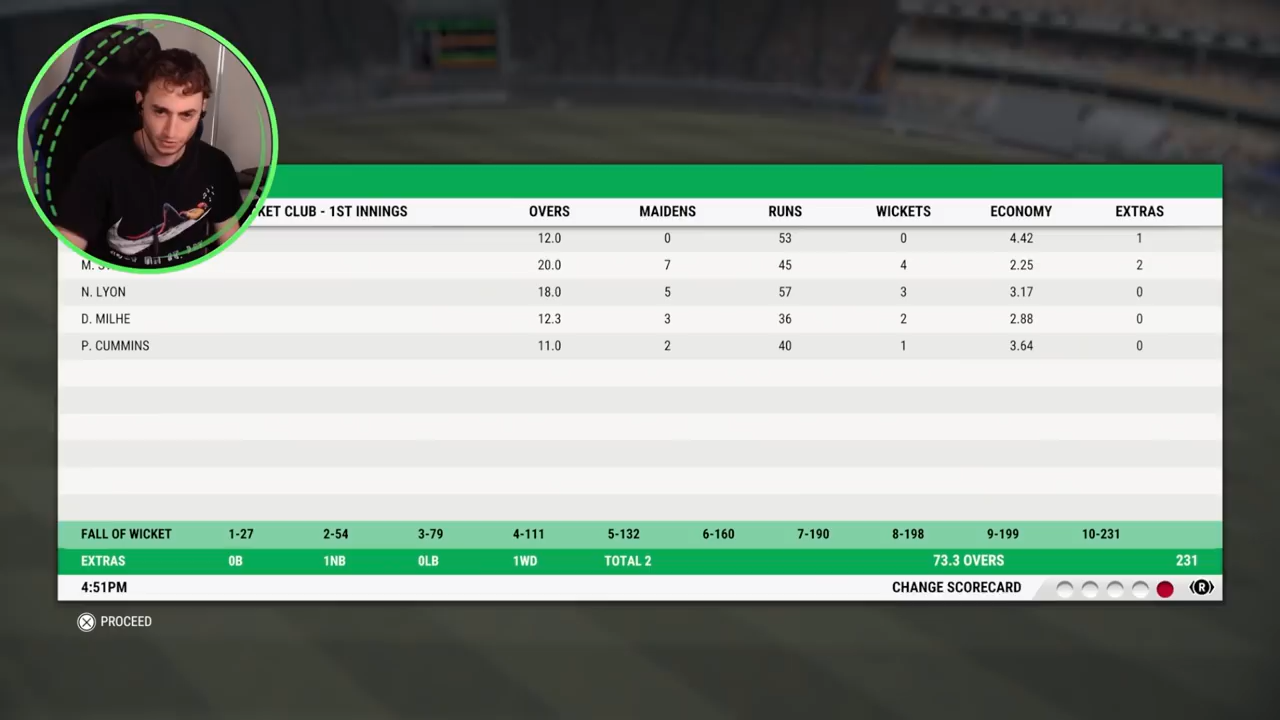 KET CLUB - 1ST INNINGS OVERS MAIDENS RUNS WICKETS ECONOMY EXTRAS
12.0 0 53 0 4.42 1
M. 20.0 7 45 4 2.25 2
N. LYON 18.0 5 57 3 3.17 0
D. MILHE 12.3 3 36 2 2.88 0
P. CUMMINS 11.0 2 40 1 3.64 0
FALL OF WICKET 1-27 2-54 3-79 4-111 5-132 6-160 7-190 8-198 9-199 10-231
EXTRAS 0B 1NB 0LB 1WD TOTAL 2 73.3 OVERS 231
4:51PM CHANGE SCORECARD R
PROCEED